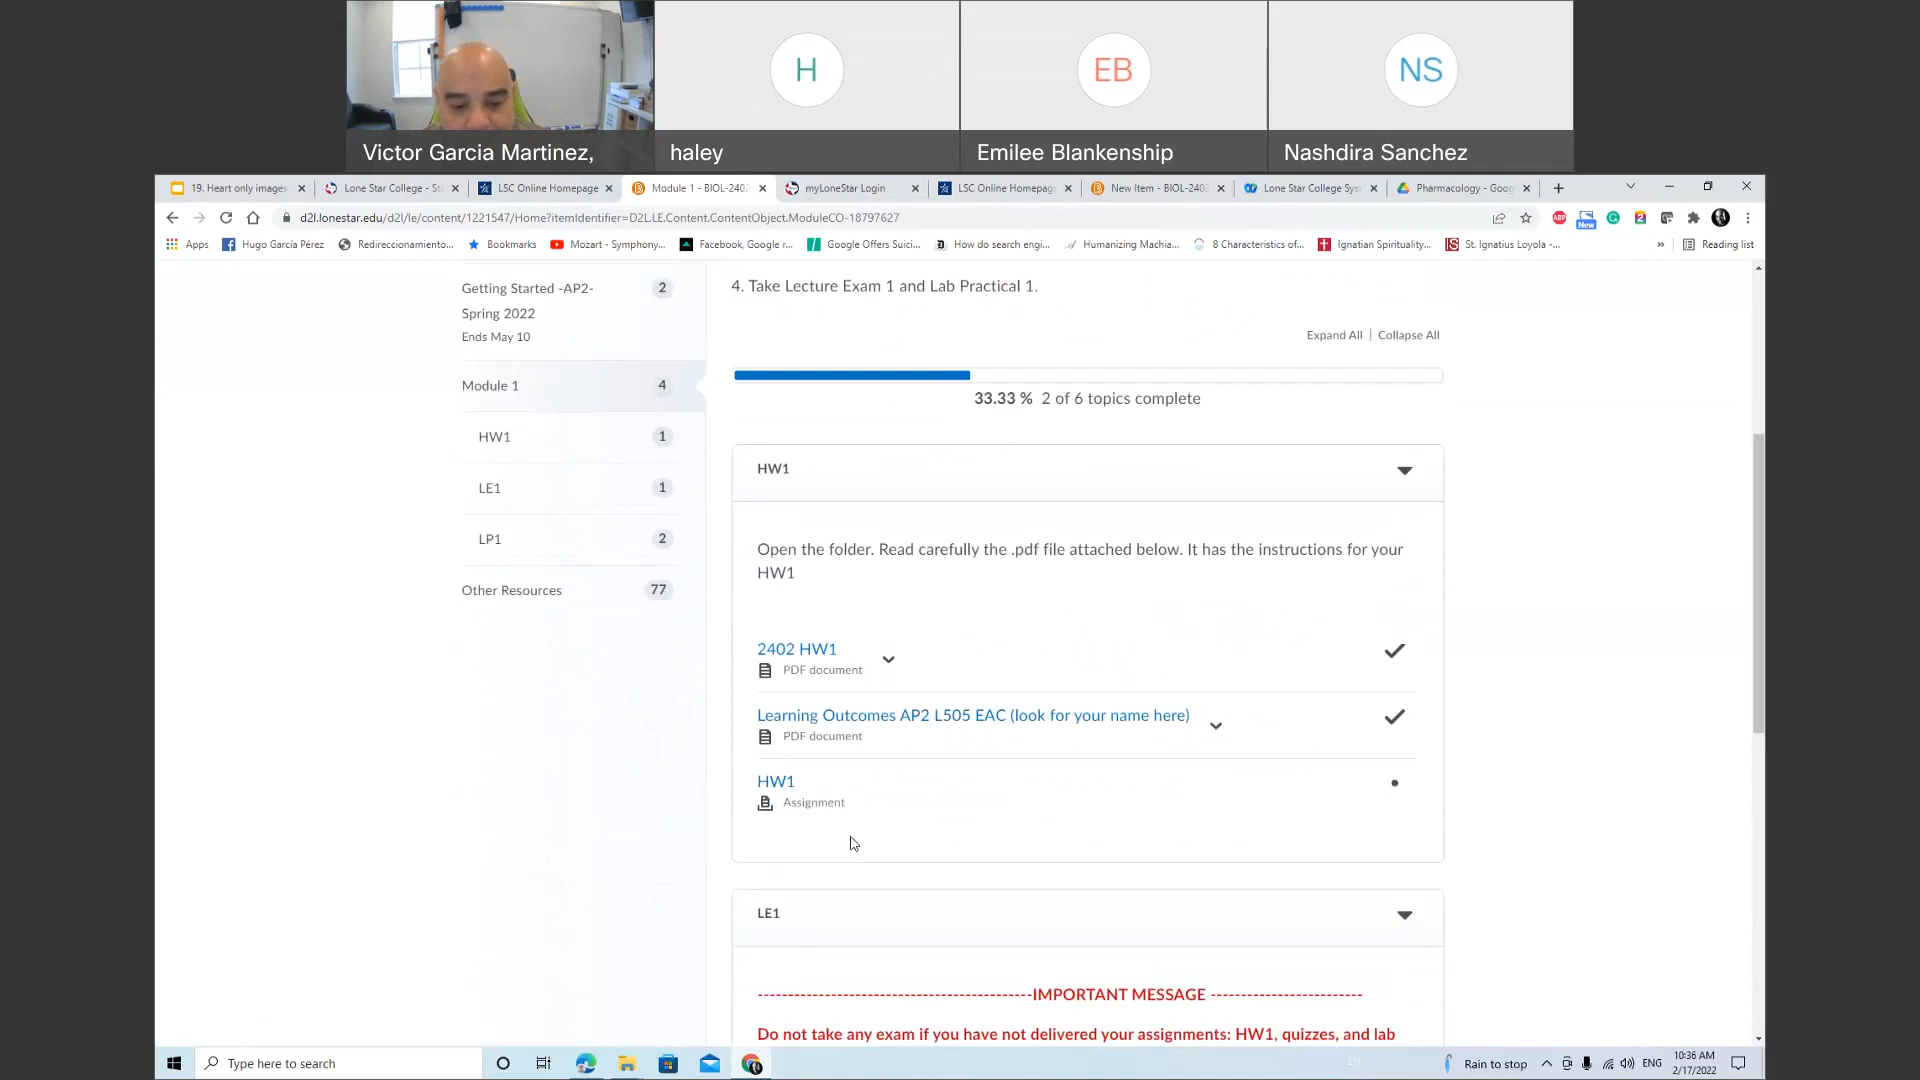 H
EB
NS
Victor Garcia Martinez,
haley
Emilee Blankenship
Nashdira Sanchez
19. Heart only images
Lone Star College - St
LSC Online Homepage
Module 1 - BIOL-2402
myLoneStar Login
LSC Online Homepag
New Item - BIOL-2402
Lone Star College Sys
Pharmacology - Goog
d2l.lonestar.edu/d2l/le/content/1221547/Home?itemIdentifier=D2L.LE.Content.ContentObject.ModuleCO-18797627
ABP
New
2
Apps
Hugo García Pérez
Redireccionamiento...
Bookmarks
Mozart - Symphony...
Facebook, Google r...
Google Offers Suici...
How do search engi...
Humanizing Machia...
8 Characteristics of...
Ignatian Spirituality...
St. Ignatius Loyola -...
»
Reading list
Getting Started -AP2-
Spring 2022
2
Ends May 10
Module 1 4
HW1 1
LE1 1
LP1 2
Other Resources 77
4. Take Lecture Exam 1 and Lab Practical 1.
Expand All | Collapse All
33.33 % 2 of 6 topics complete
HW1
Open the folder. Read carefully the .pdf file attached below. It has the instructions for your
HW1
2402 HW1
PDF document
Learning Outcomes AP2 L505 EAC (look for your name here)
PDF document
HW1
Assignment
LE1
--------------------------------------------IMPORTANT MESSAGE ------------------------
Do not take any exam if you have not delivered your assignments: HW1, quizzes, and lab
Type here to search
Rain to stop
ENG
10:36 AM
2/17/2022